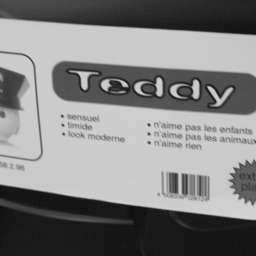 Teddy
• sensuel
• timide
• look moderne
• n'aime pas les enfants
• n'aime pas les animaux
• n'aime rien